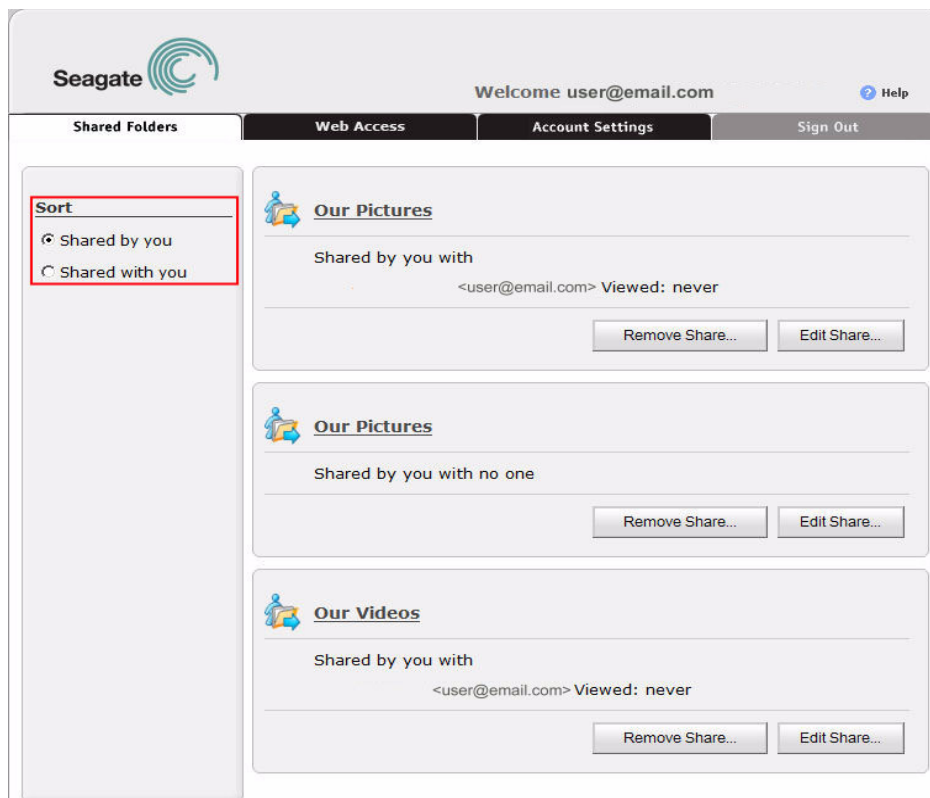 Seagate
Welcome user@email.com
Help
Shared Folders Web Access Account Settings Sign Out
Sort
Shared by you
Shared with you
Our Pictures
Shared by you with
<user@email.com> Viewed: never
Remove Share... Edit Share...
Our Pictures
Shared by you with no one
Remove Share... Edit Share...
Our Videos
Shared by you with
<user@email.com> Viewed: never
Remove Share... Edit Share...